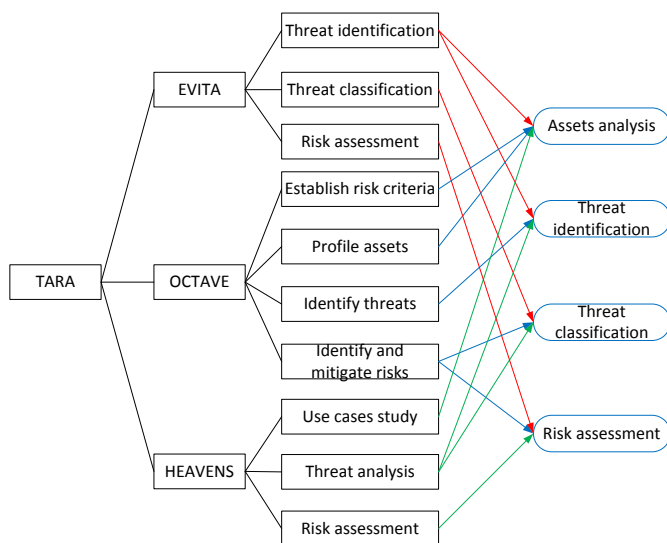 TARA
EVITA
Threat identification
Threat classification
Risk assessment
OCTAVE
Establish risk criteria
Profile assets
Identify threats
Identify and
mitigate risks
HEAVENS
Use cases study
Threat analysis
Risk assessment
Assets analysis
Threat
identification
Threat
classification
Risk assessment